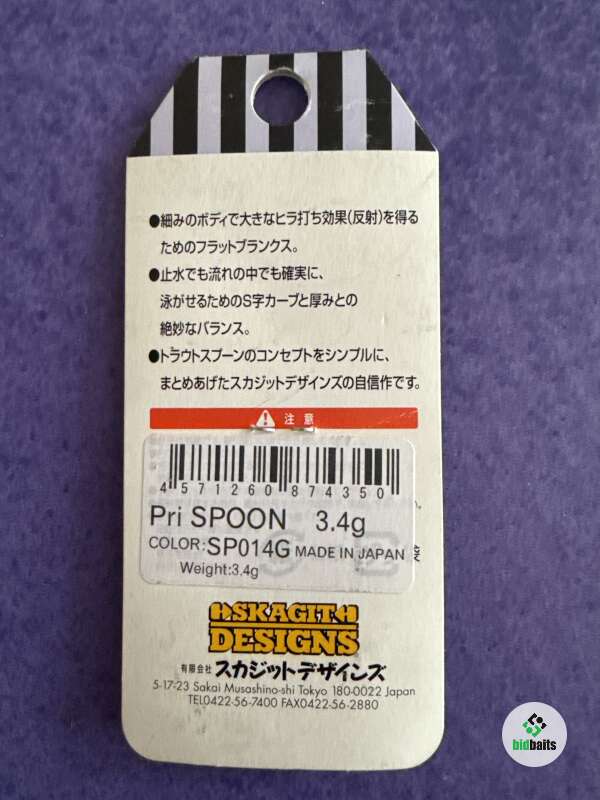 ●細みのボディで大きなヒラ打ち効果(反射)を得る
ためのフラットブランクス。
●止水でも流れの中でも確実に、
泳がせるためのS字カーブと厚みとの
絶妙なバランス。
●トラウトスプーンのコンセプトをシンプルに、
まとめあげたスカジットデザインズの自信作です。
注意
4571260874350
Pri SPOON 3.4g
COLOR:SP014G MADE IN JAPAN
Weight:3.4g
SKAGIT
DESIGNS
有限会社 スカジットデザインズ
5-17-23 Sakai Musashino-shi Tokyo 180-0022 Japan
TEL0422-56-7400 FAX0422-56-2880
bidbaits